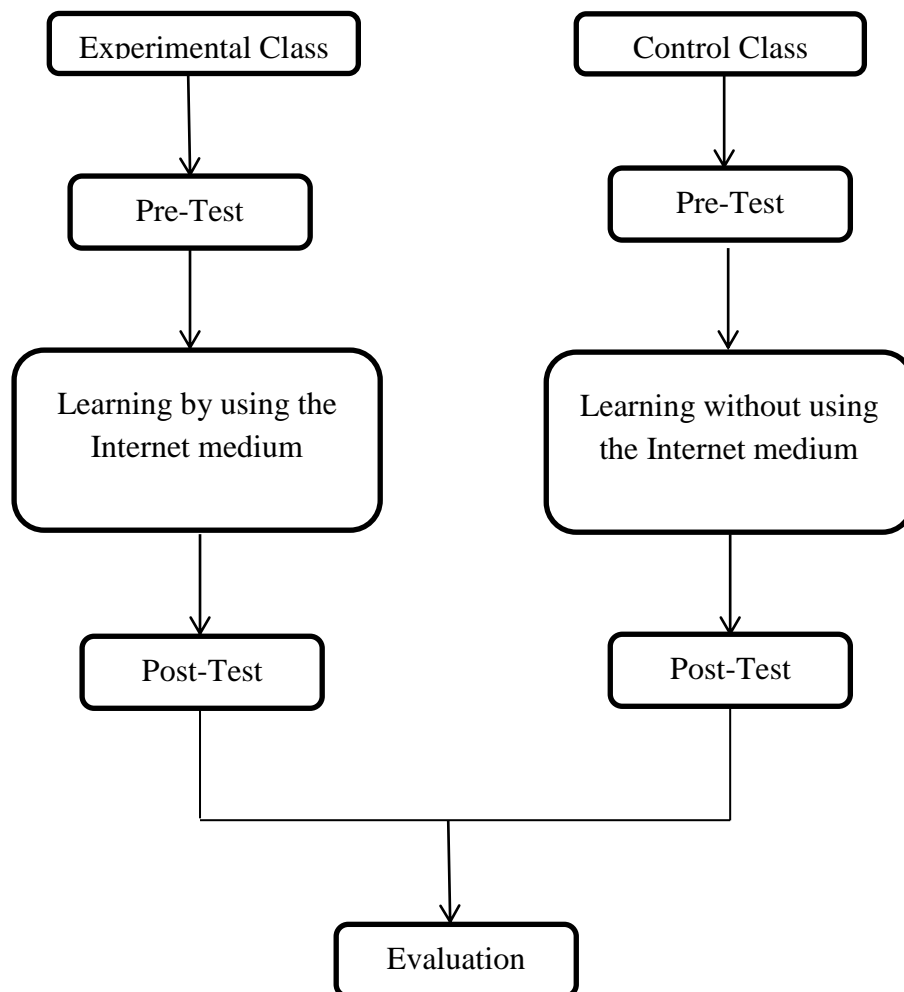 Experimental Class
Control Class
Pre-Test
Pre-Test
Learning by using the
Internet medium
Learning without using
the Internet medium
Post-Test
Post-Test
Evaluation